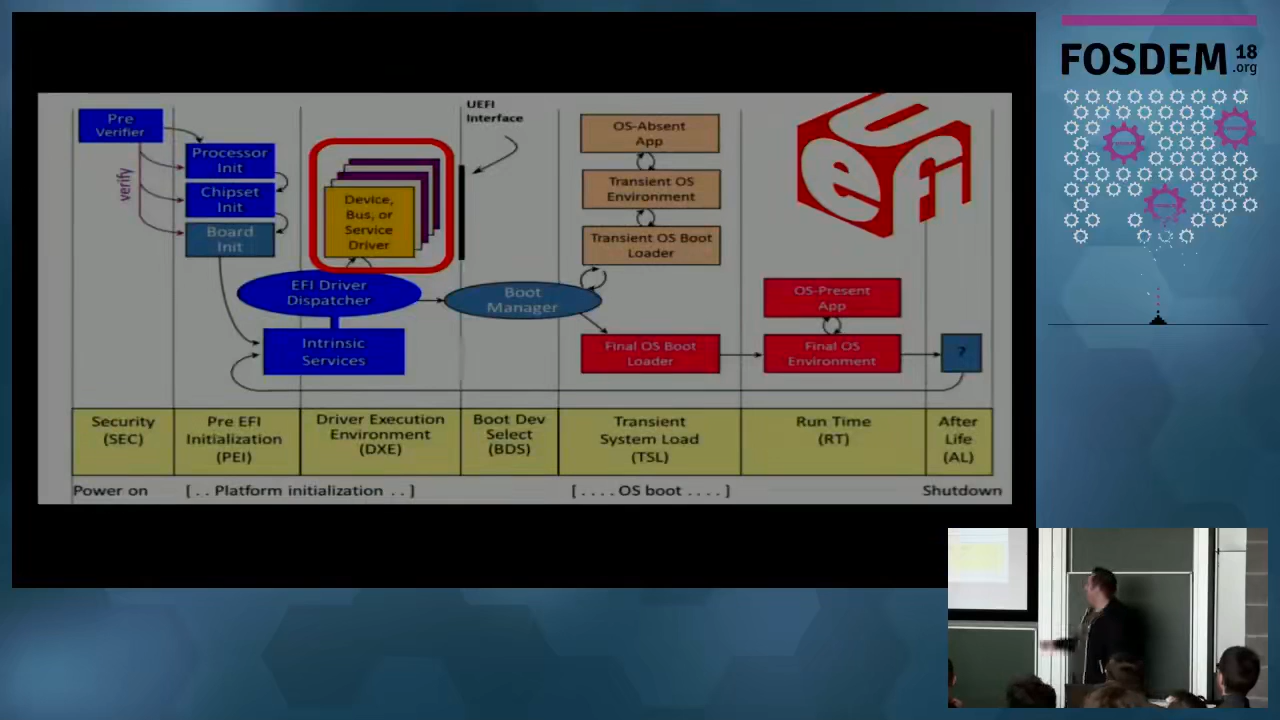 FOSDEM 18
.org
UEFI
Interface
Pre
Verifier
verify
Processor
Init
Chipset
Init
Board
Init
Device,
Bus, or
Service
Driver
EFI Driver
Dispatcher
Intrinsic
Services
Boot
Manager
OS-Absent
App
Transient OS
Environment
Transient OS Boot
Loader
Final OS Boot
Loader
OS-Present
App
Final OS
Environment
?
UEFI
Security
(SEC)
Pre EFI
Initialization
(PEI)
Driver Execution
Environment
(DXE)
Boot Dev
Select
(BDS)
Transient
System Load
(TSL)
Run Time
(RT)
After
Life
(AL)
Power on
[ . . Platform initialization . . ]
[ . . . . OS boot . . . . ]
Shutdown